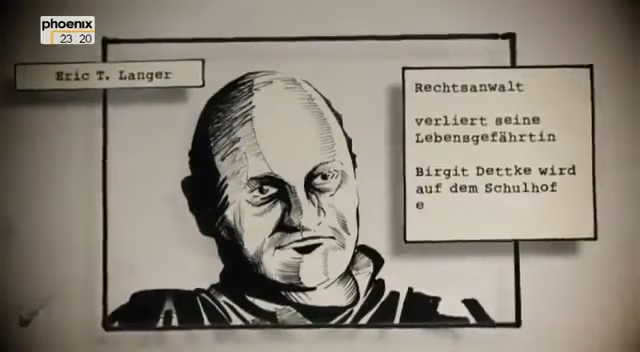 phoenix
23 20
Eric T. Langer
Rechtsanwalt
verliert seine
Lebensgefährtin
Birgit Dettke wird
auf dem Schulhof
e